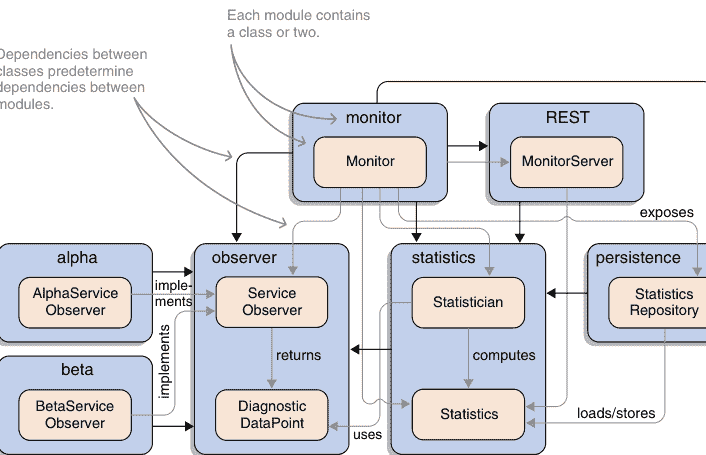 Each module contains
a class or two.
Dependencies between
classes predetermine
dependencies between
modules.
monitor
REST
Monitor
MonitorServer
exposes
alpha
observer
statistics
persistence
AlphaService
Observer
imple-
ments
Service
Observer
Statistician
Statistics
Repository
implements
returns
computes
beta
BetaService
Observer
Diagnostic
DataPoint
uses
Statistics
loads/stores